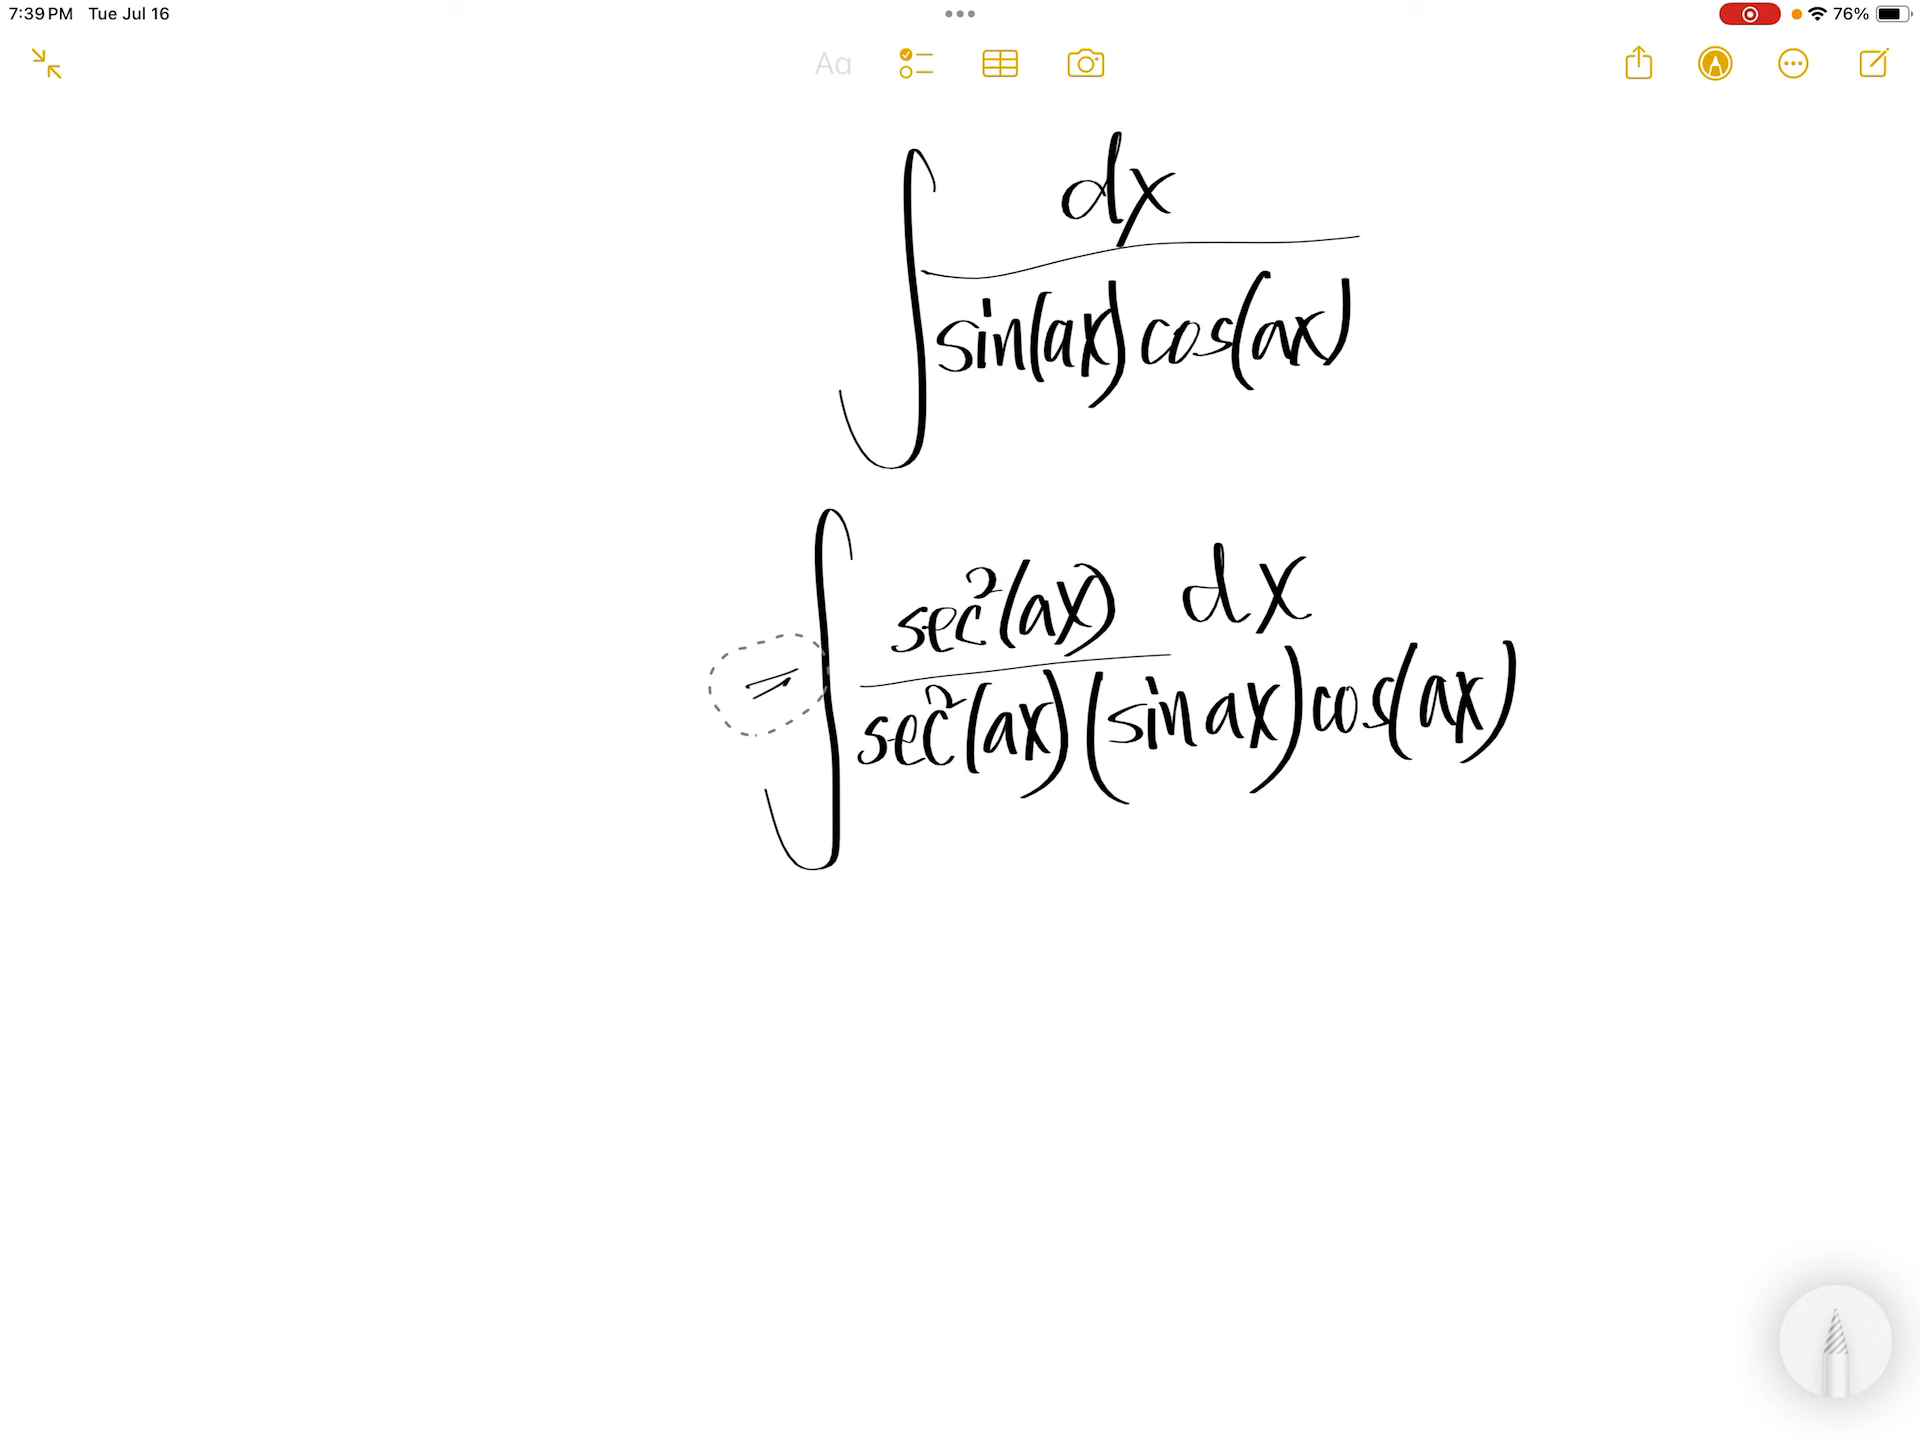 7:39 PM Tue Jul 16 76%
Aa
∫ dx / sin(ax) cos(ax)
= ∫ sec²(ax) dx / sec²(ax) (sin ax) cos(ax)